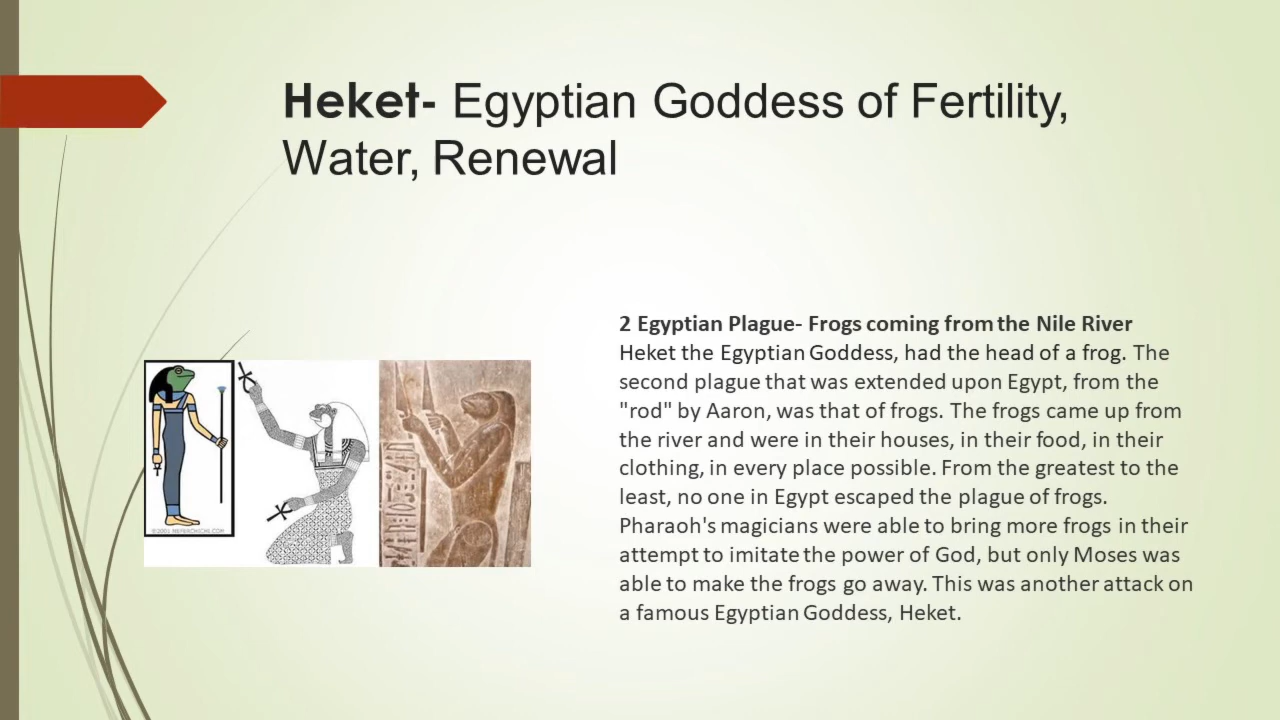 Heket- Egyptian Goddess of Fertility,
Water, Renewal
2 Egyptian Plague- Frogs coming from the Nile River
Heket the Egyptian Goddess, had the head of a frog. The
second plague that was extended upon Egypt, from the
"rod" by Aaron, was that of frogs. The frogs came up from
the river and were in their houses, in their food, in their
clothing, in every place possible. From the greatest to the
least, no one in Egypt escaped the plague of frogs.
Pharaoh's magicians were able to bring more frogs in their
attempt to imitate the power of God, but only Moses was
able to make the frogs go away. This was another attack on
a famous Egyptian Goddess, Heket.